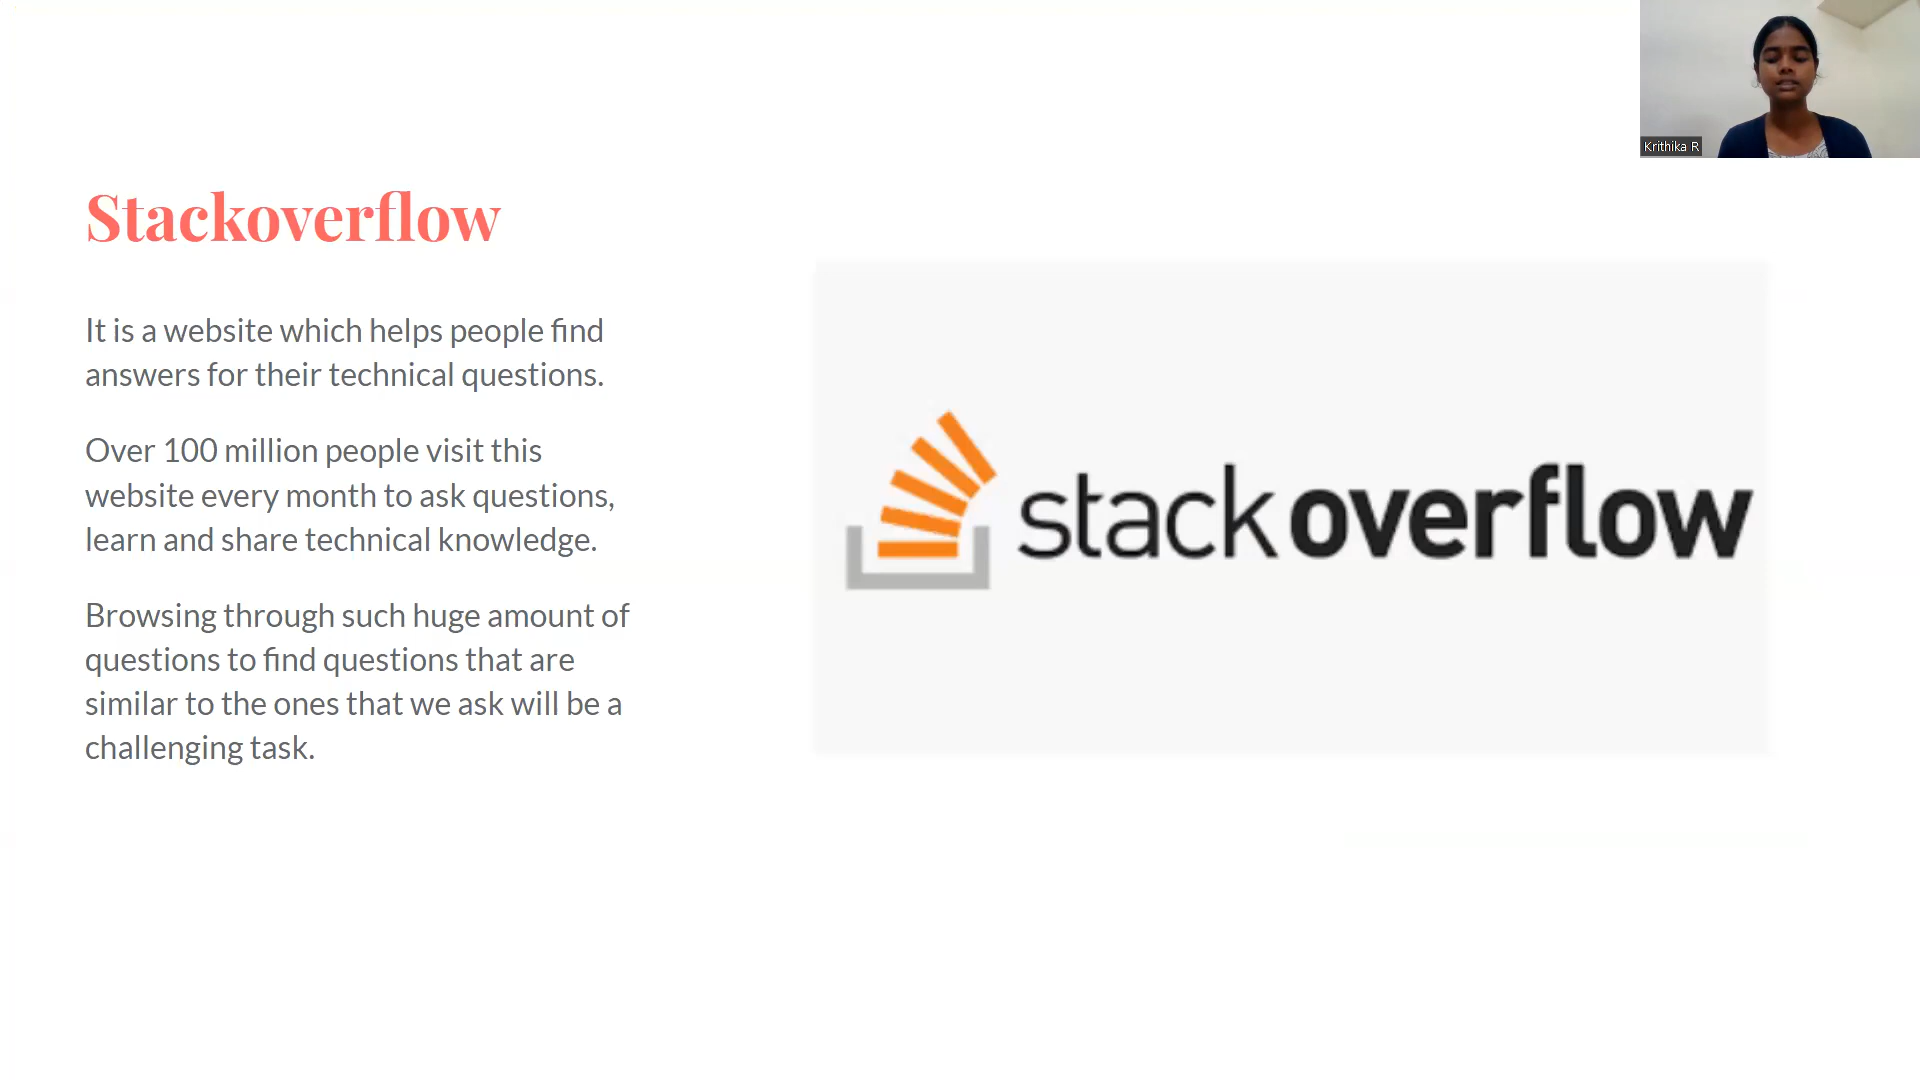 Krithika R
Stackoverflow
It is a website which helps people find
answers for their technical questions.
Over 100 million people visit this
website every month to ask questions,
learn and share technical knowledge.
Browsing through such huge amount of
questions to find questions that are
similar to the ones that we ask will be a
challenging task.
stackoverflow